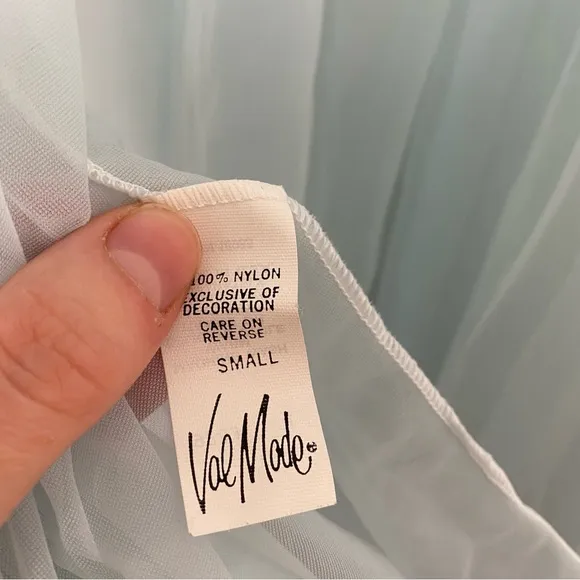 100% NYLON
EXCLUSIVE OF
DECORATION
CARE ON
REVERSE
SMALL
Val Mode